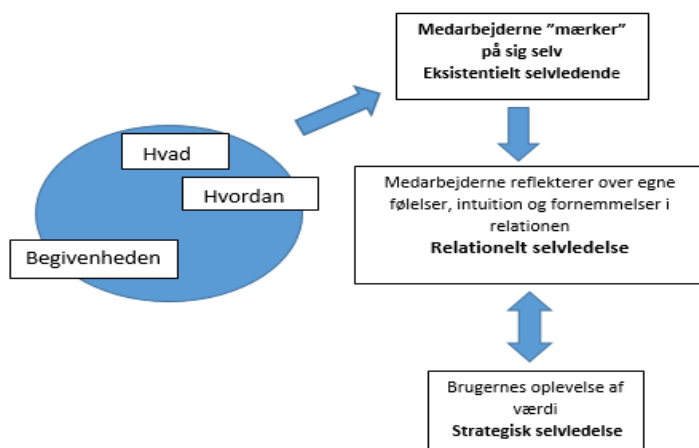 Medarbejderne ”mærker”
på sig selv
Eksistentielt selvledende
Hvad
Hvordan
Begivenheden
Medarbejderne reflekterer over egne
følelser, intuition og fornemmelser i
relationen
Relationelt selvledelse
Brugernes oplevelse af
værdi
Strategisk selvledelse